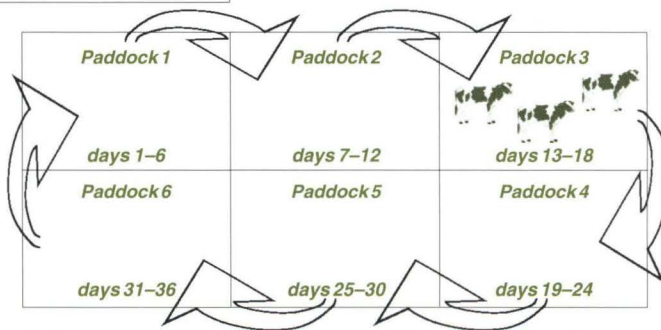 Paddock 1
Paddock 2
Paddock 3
days 1–6
days 7–12
days 13–18
Paddock 6
Paddock 5
Paddock 4
days 31–36
days 25–30
days 19–24